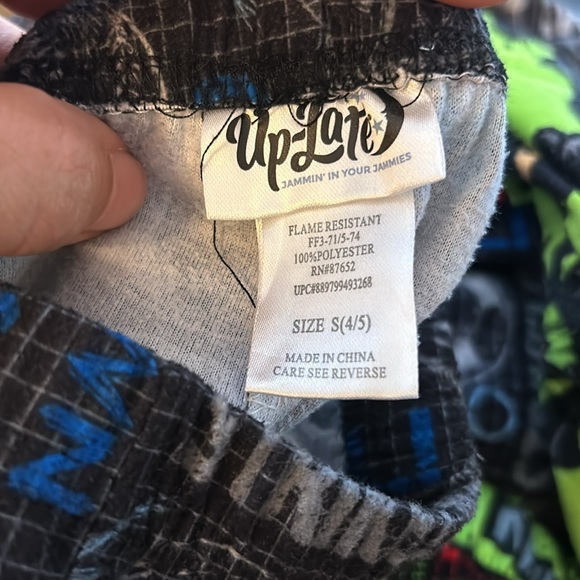 Up-Late
JAMMIN' IN YOUR JAMMIES
FLAME RESISTANT
FF3-71/5-74
100%POLYESTER
RN#87652
UPC#889799493268
SIZE S(4/5)
MADE IN CHINA
CARE SEE REVERSE